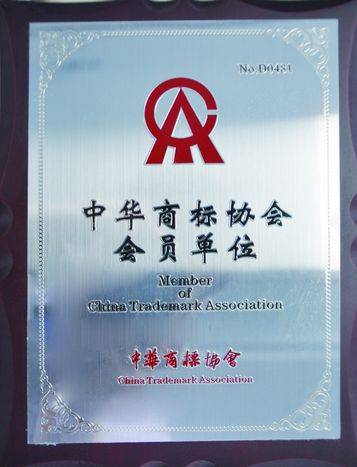 No.D0481
中华商标协会
会员单位
Member
of
China Trademark Association
中華商標協會
China Trademark Association